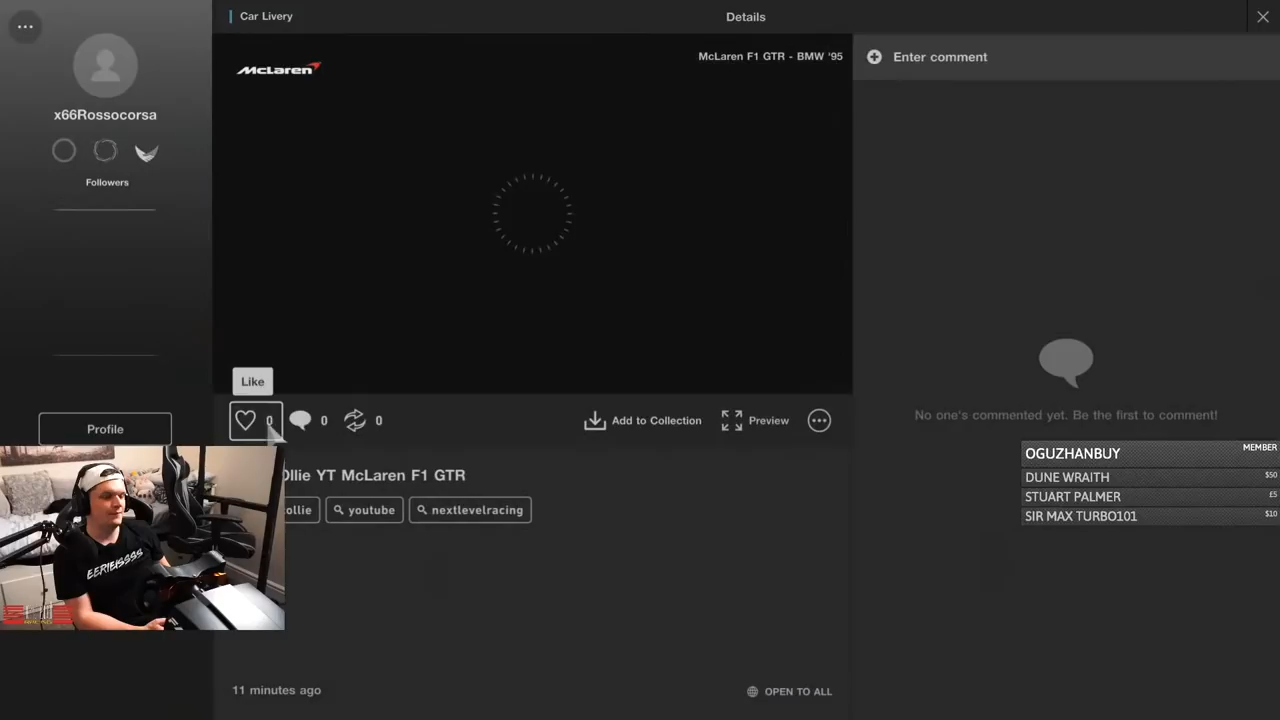 Car Livery
Details
McLaren
McLaren F1 GTR - BMW '95
Enter comment
x66Rossocorsa
Followers
Like
0
0
0
Add to Collection
Preview
No one's commented yet. Be the first to comment!
Profile
OGUZHANBUY
MEMBER
DUNE WRAITH
$50
STUART PALMER
£5
SIR MAX TURBO101
$10
Ollie YT McLaren F1 GTR
ollie
youtube
nextlevelracing
EERIEISSSS
11 minutes ago
OPEN TO ALL